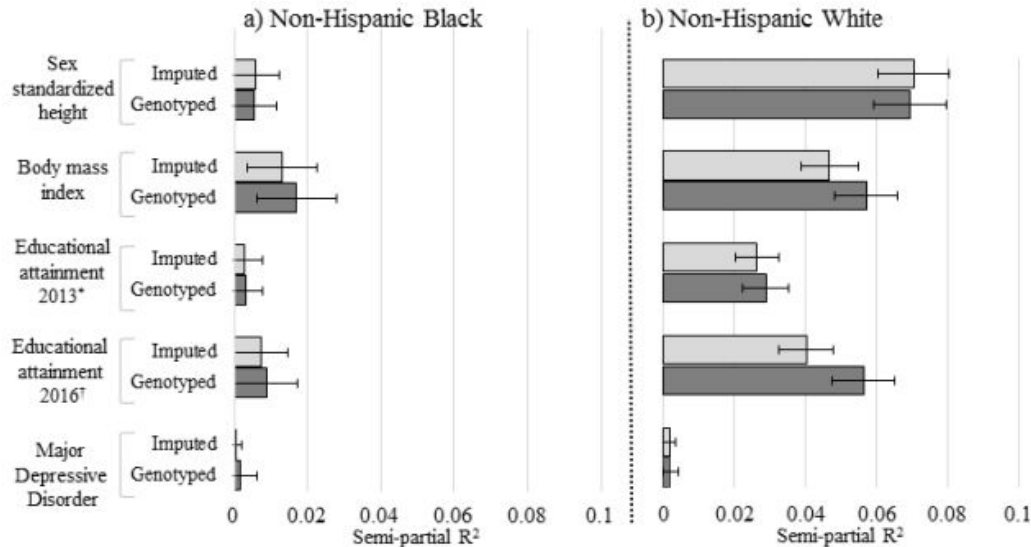 a) Non-Hispanic Black
b) Non-Hispanic White
Sex
standardized
height
Imputed
Genotyped
Body mass
index
Imputed
Genotyped
Educational
attainment
2013*
Imputed
Genotyped
Educational
attainment
2016†
Imputed
Genotyped
Major
Depressive
Disorder
Imputed
Genotyped
0 0.02 0.04 0.06 0.08 0.1
Semi-partial R²
0 0.02 0.04 0.06 0.08 0.1
Semi-partial R²